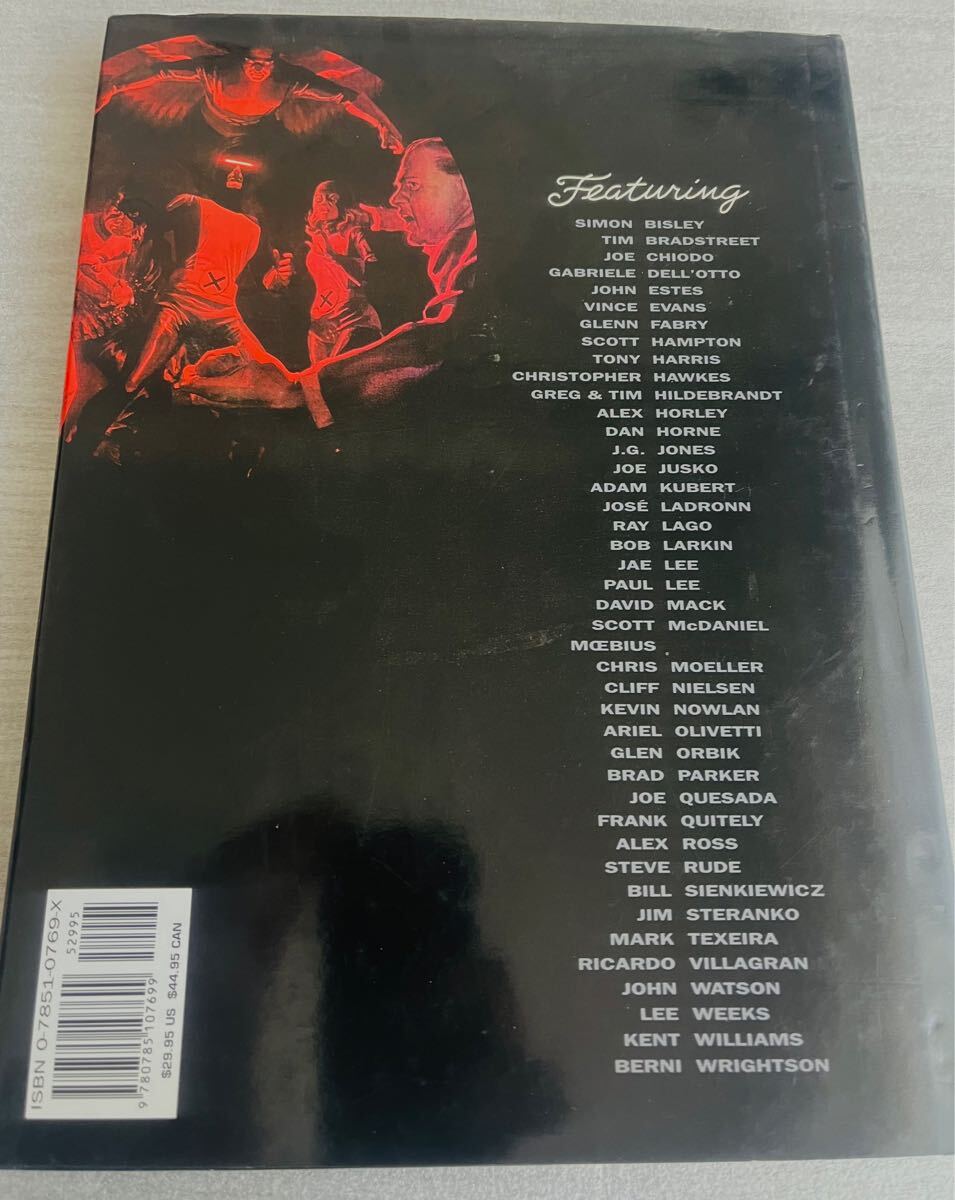 Featuring
SIMON BISLEY
TIM BRADSTREET
JOE CHIODO
GABRIELE DELL'OTTO
JOHN ESTES
VINCE EVANS
GLENN FABRY
SCOTT HAMPTON
TONY HARRIS
CHRISTOPHER HAWKES
GREG & TIM HILDEBRANDT
ALEX HORLEY
DAN HORNE
J.G. JONES
JOE JUSKO
ADAM KUBERT
JOSÉ LADRONN
RAY LAGO
BOB LARKIN
JAE LEE
PAUL LEE
DAVID MACK
SCOTT McDANIEL
MŒBIUS
CHRIS MOELLER
CLIFF NIELSEN
KEVIN NOWLAN
ARIEL OLIVETTI
GLEN ORBIK
BRAD PARKER
JOE QUESADA
FRANK QUITELY
ALEX ROSS
STEVE RUDE
BILL SIENKIEWICZ
JIM STERANKO
MARK TEXEIRA
RICARDO VILLAGRAN
JOHN WATSON
LEE WEEKS
KENT WILLIAMS
BERNI WRIGHTSON
ISBN 0-7851-0769-X
52995
9 780785 107699
$29.95 US $44.95 CAN